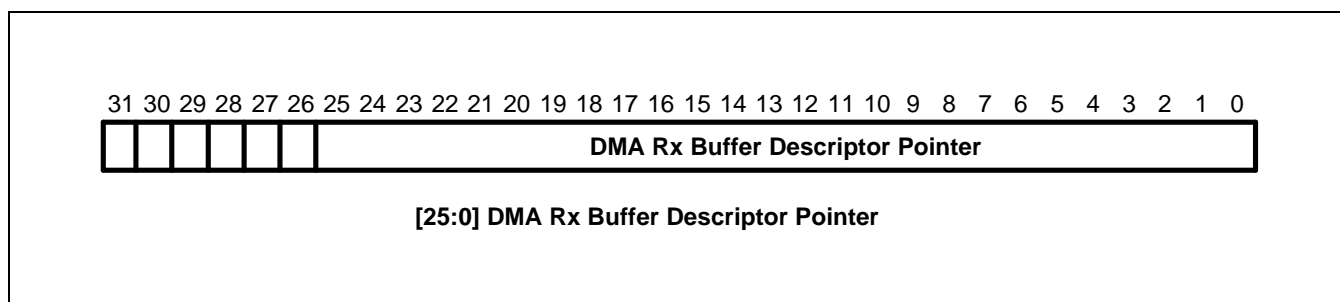 31 30 29 28 27 26 25 24 23 22 21 20 19 18 17 16 15 14 13 12 11 10 9 8 7 6 5 4 3 2 1 0
DMA Rx Buffer Descriptor Pointer
[25:0] DMA Rx Buffer Descriptor Pointer